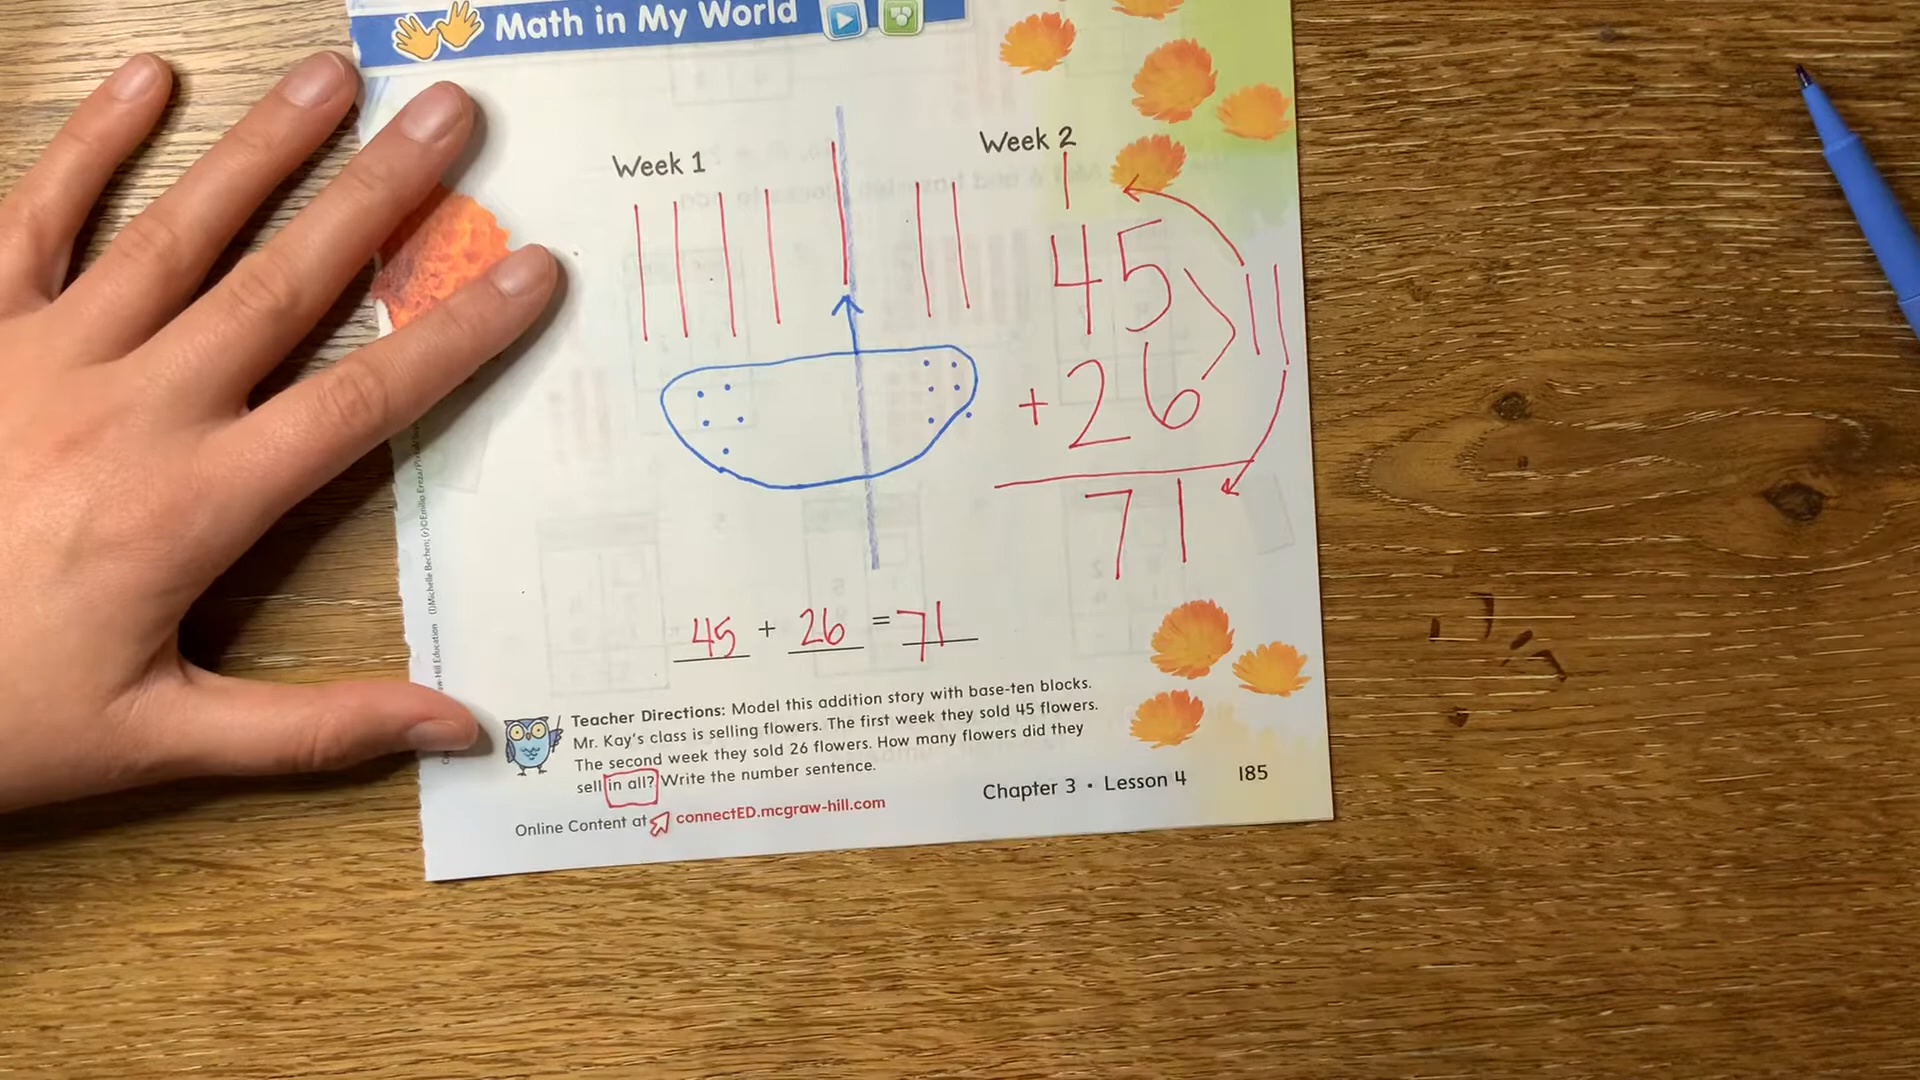 Math in My World
Week 1
Week 2
1
45
11
+ 26
71
45 + 26 = 71
Teacher Directions: Model this addition story with base-ten blocks.
Mr. Kay's class is selling flowers. The first week they sold 45 flowers.
The second week they sold 26 flowers. How many flowers did they
sell in all? Write the number sentence.
Online Content at connectED.mcgraw-hill.com
Chapter 3 • Lesson 4 185